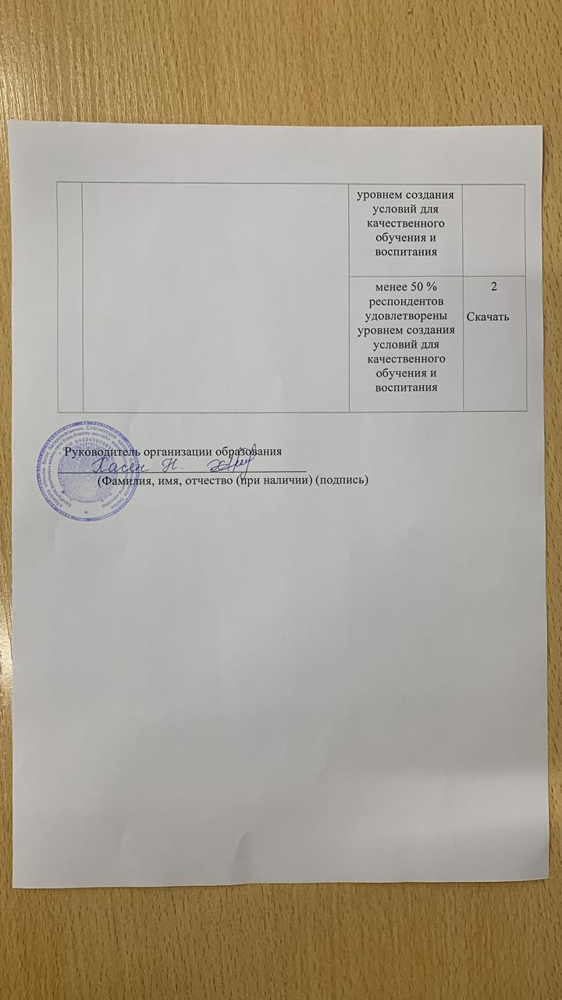 уровнем создания
условий для
качественного
обучения и
воспитания
менее 50 %
респондентов
удовлетворены
уровнем создания
условий для
качественного
обучения и
воспитания
2
Скачать
Руководитель организации образования
Хасен Н.
(Фамилия, имя, отчество (при наличии) (подпись)